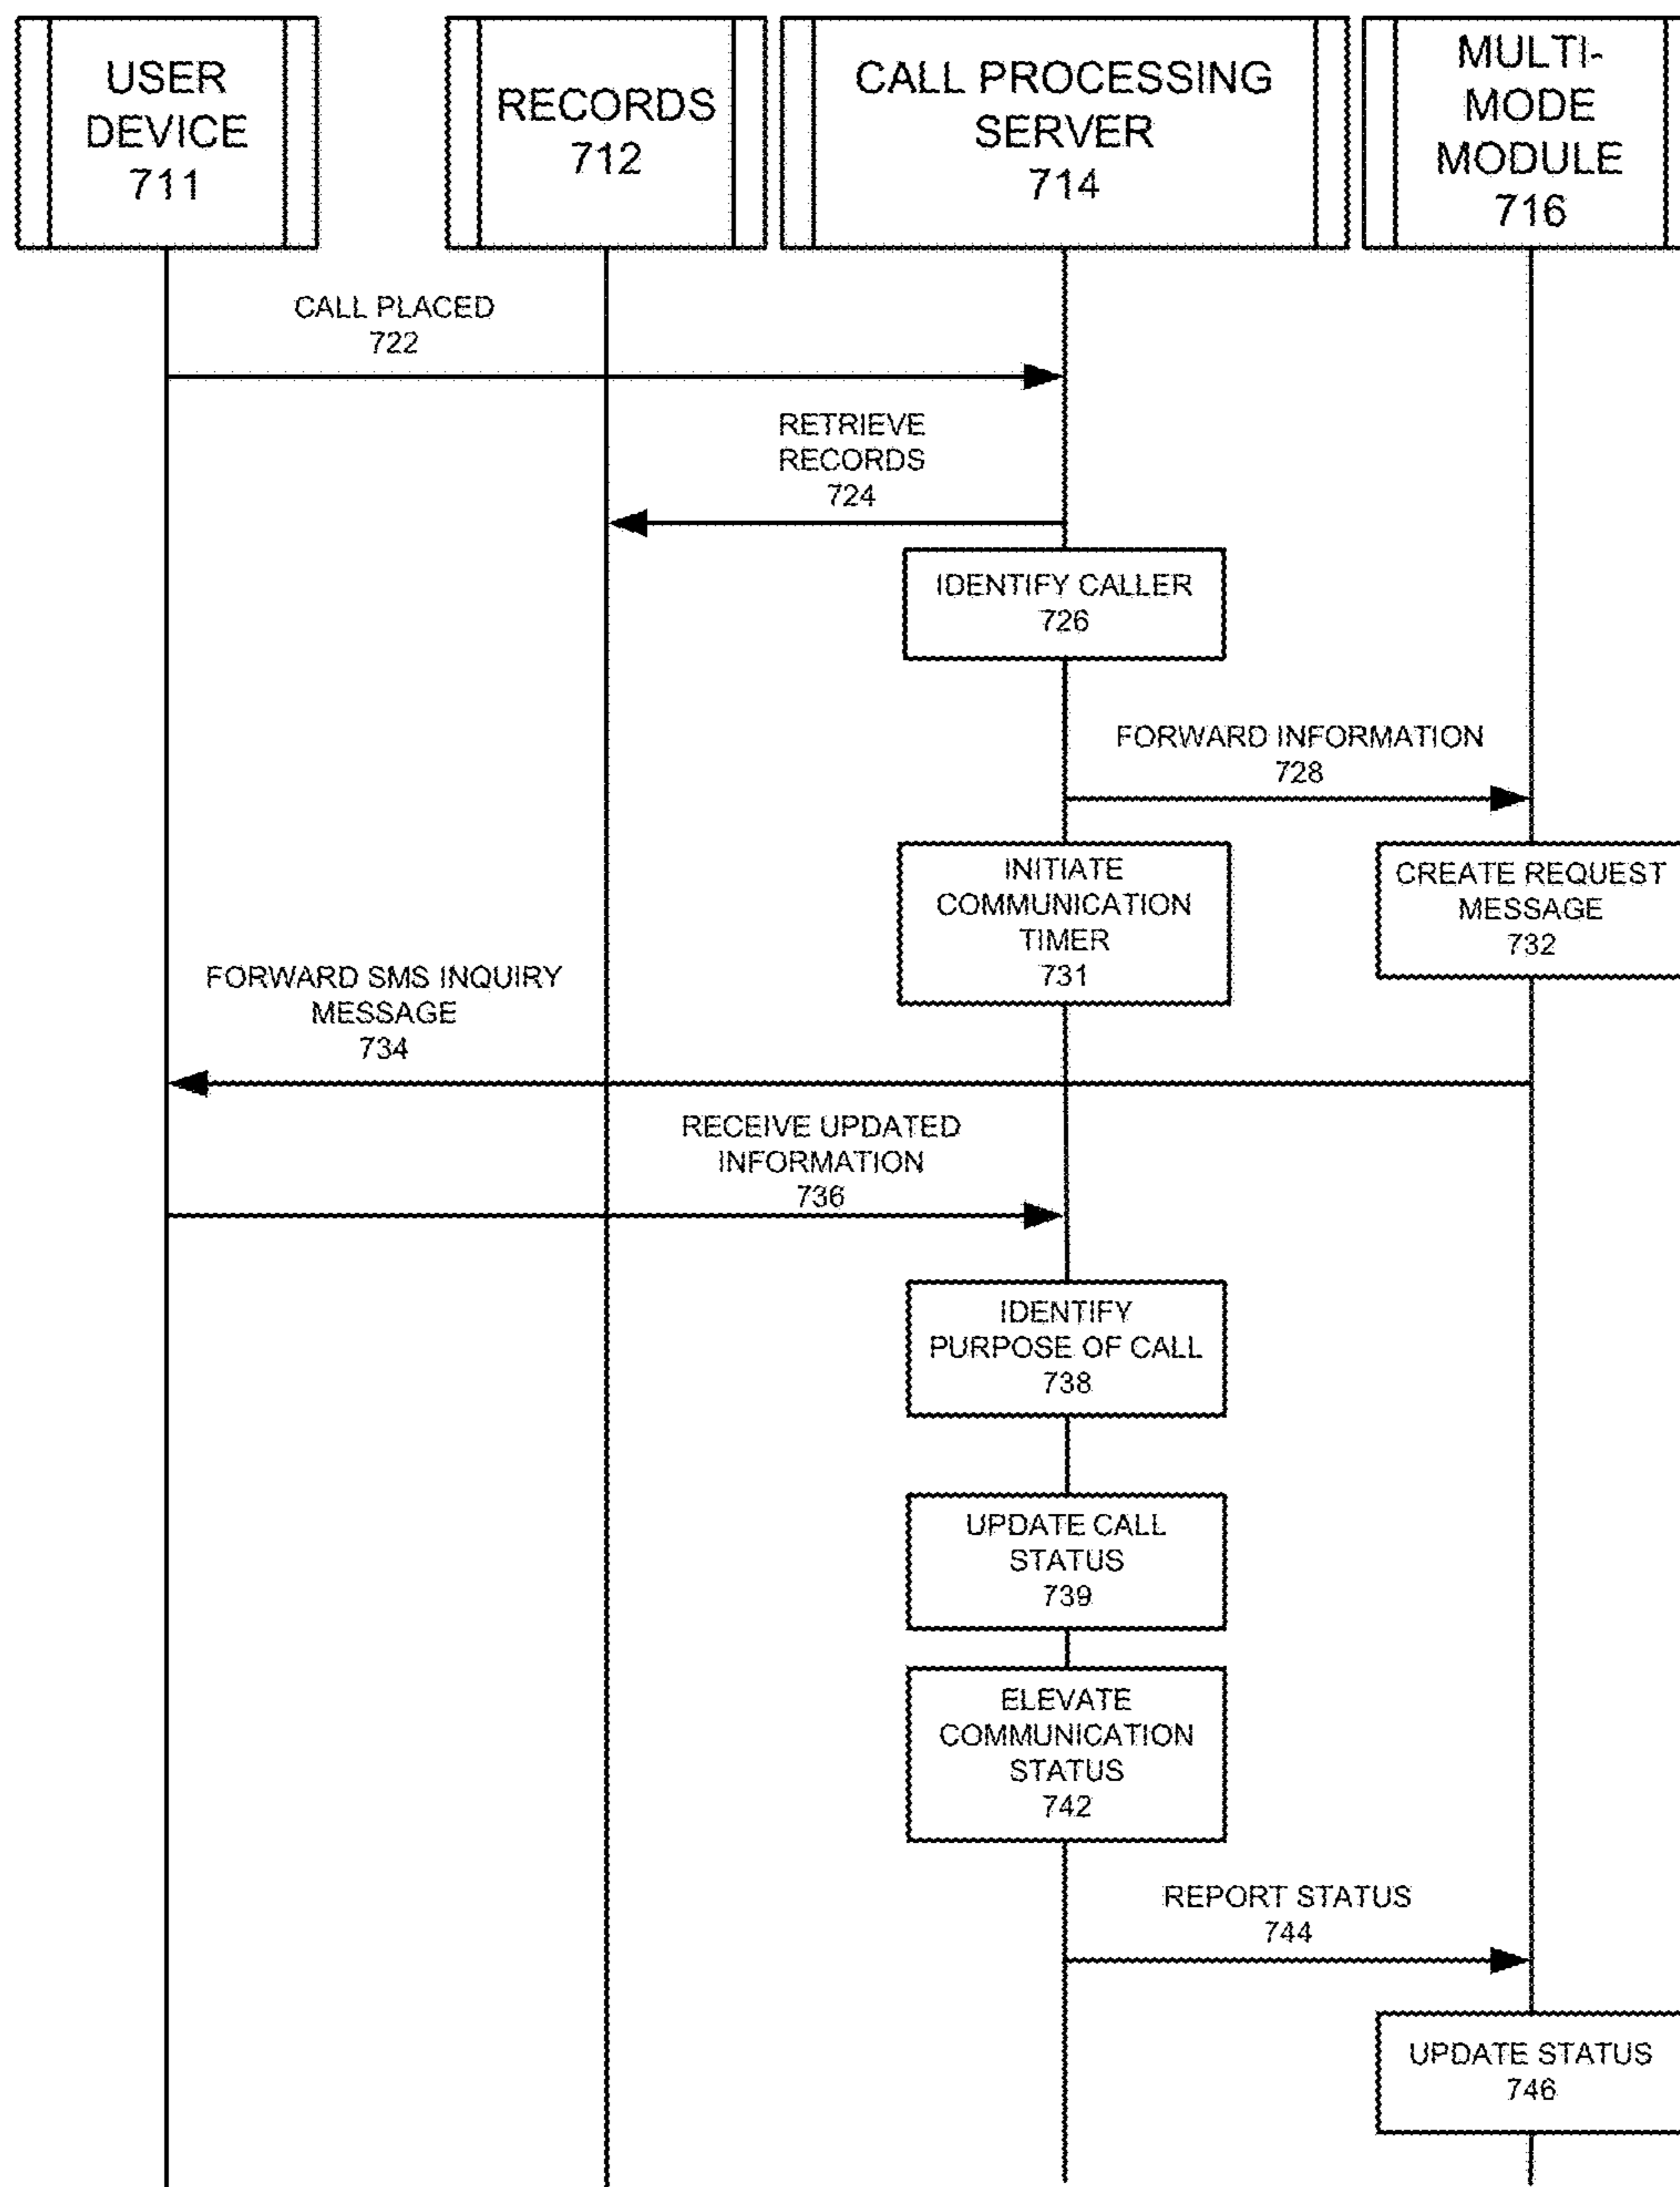 USER
DEVICE
711
RECORDS
712
CALL PROCESSING
SERVER
714
MULTI-
MODE
MODULE
716
CALL PLACED
722
RETRIEVE
RECORDS
724
IDENTIFY CALLER
726
FORWARD INFORMATION
728
INITIATE
COMMUNICATION
TIMER
731
CREATE REQUEST
MESSAGE
732
FORWARD SMS INQUIRY
MESSAGE
734
RECEIVE UPDATED
INFORMATION
736
IDENTIFY
PURPOSE OF CALL
738
UPDATE CALL
STATUS
739
ELEVATE
COMMUNICATION
STATUS
742
REPORT STATUS
744
UPDATE STATUS
746